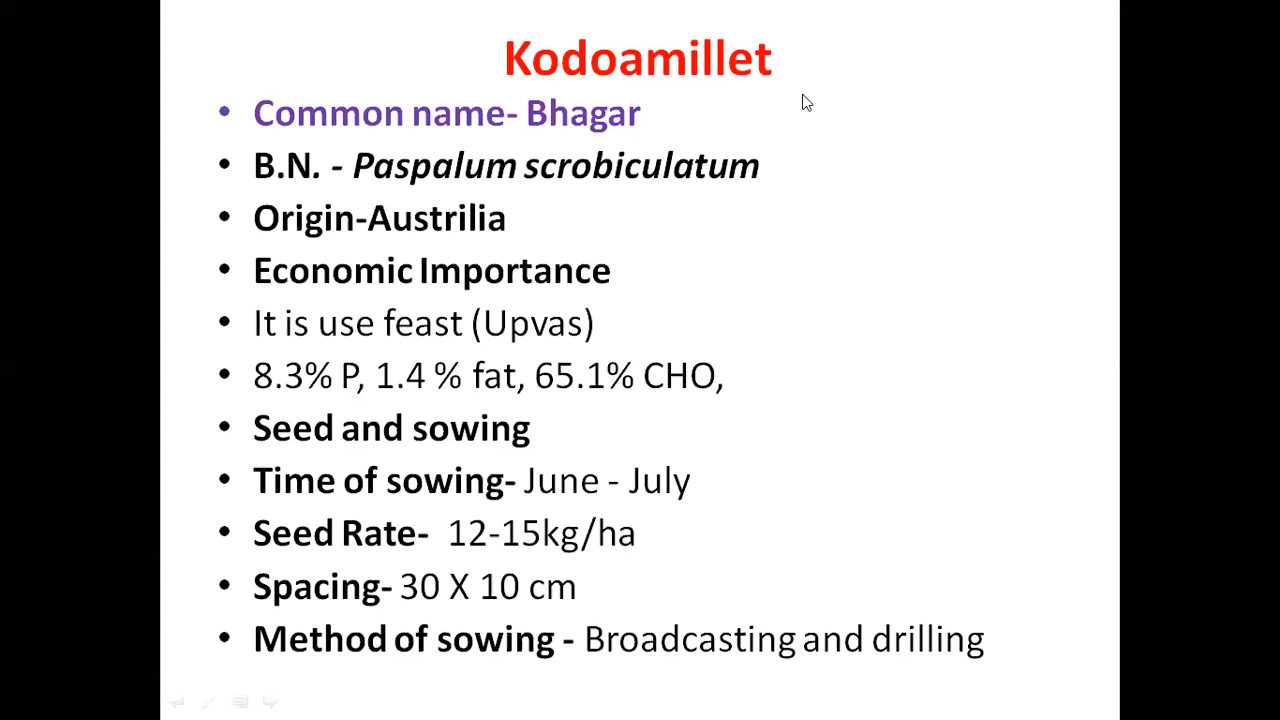 Kodoamillet
• Common name- Bhagar
• B.N. - Paspalum scrobiculatum
• Origin-Austrilia
• Economic Importance
• It is use feast (Upvas)
• 8.3% P, 1.4 % fat, 65.1% CHO,
• Seed and sowing
• Time of sowing- June - July
• Seed Rate- 12-15kg/ha
• Spacing- 30 X 10 cm
• Method of sowing - Broadcasting and drilling